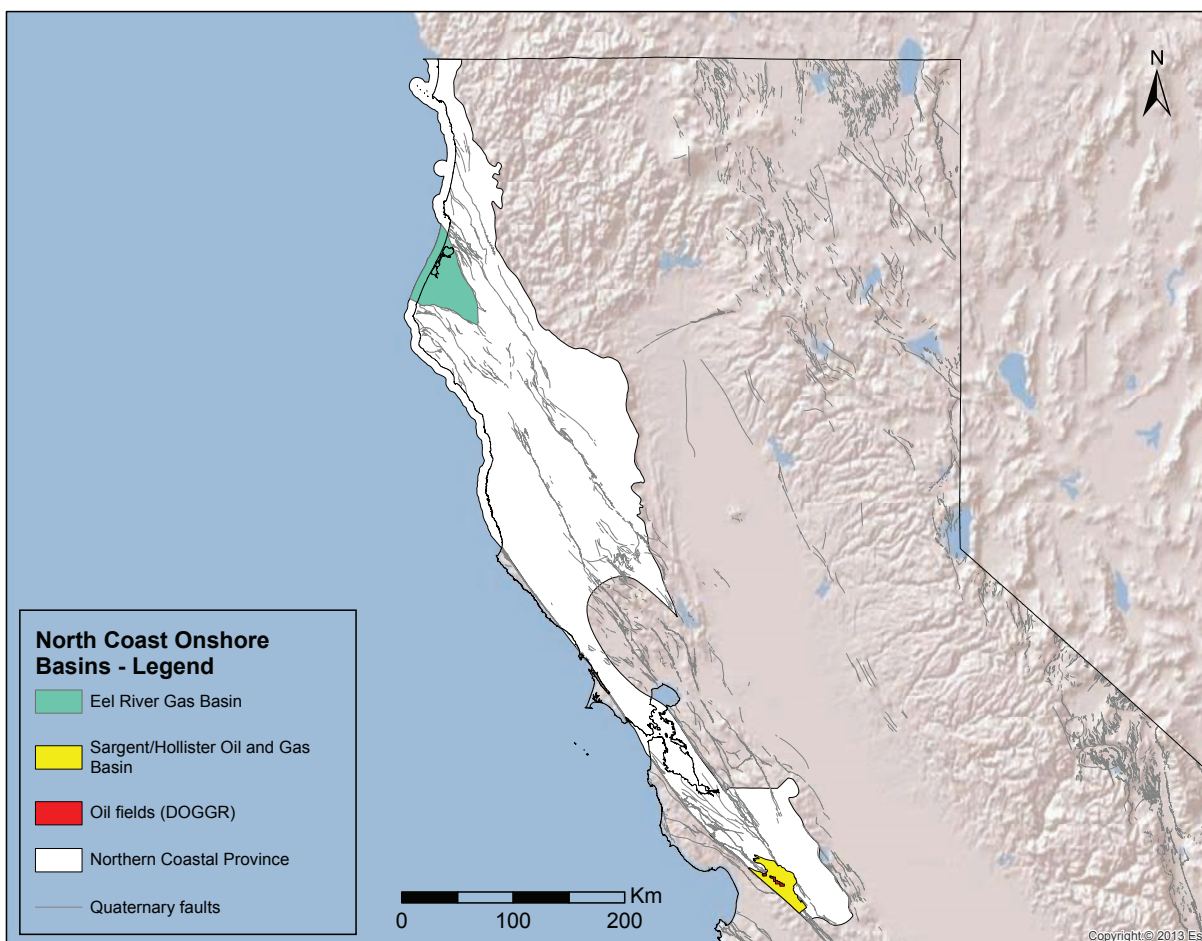 N
North Coast Onshore
Basins - Legend
Eel River Gas Basin
Sargent/Hollister Oil and Gas
Basin
Oil fields (DOGGR)
Northern Coastal Province
Quaternary faults
Km
0 100 200
Copyright:© 2013 Es